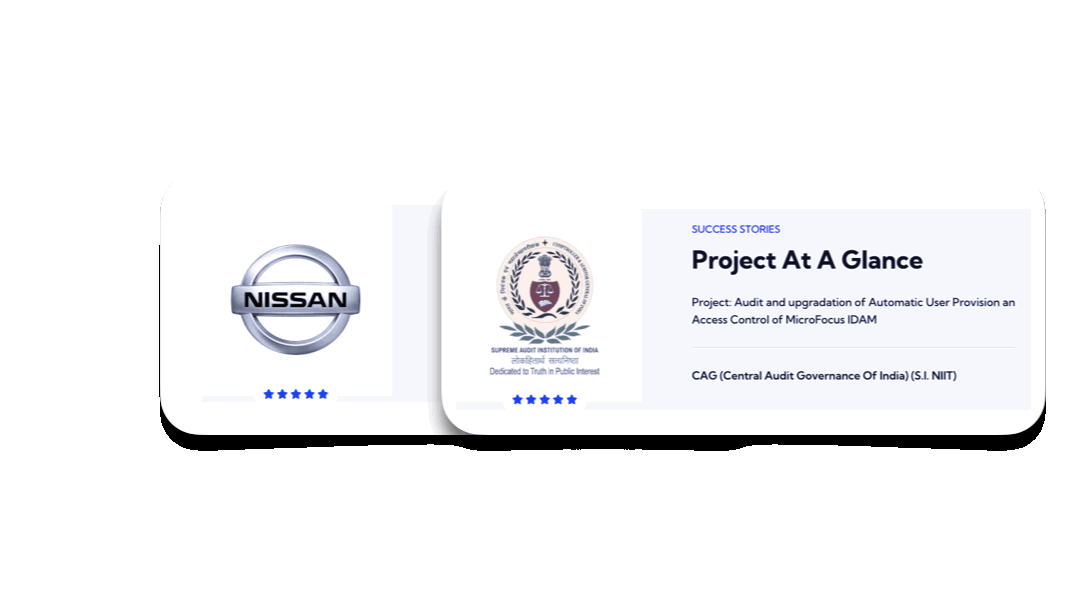 NISSAN
SUPREME AUDIT INSTITUTION OF INDIA
लोकहितार्थ सत्यनिष्ठा
Dedicated to Truth in Public Interest
SUCCESS STORIES
Project At A Glance
Project: Audit and upgradation of Automatic User Provision an
Access Control of MicroFocus IDAM
CAG (Central Audit Governance Of India) (S.I. NIIT)